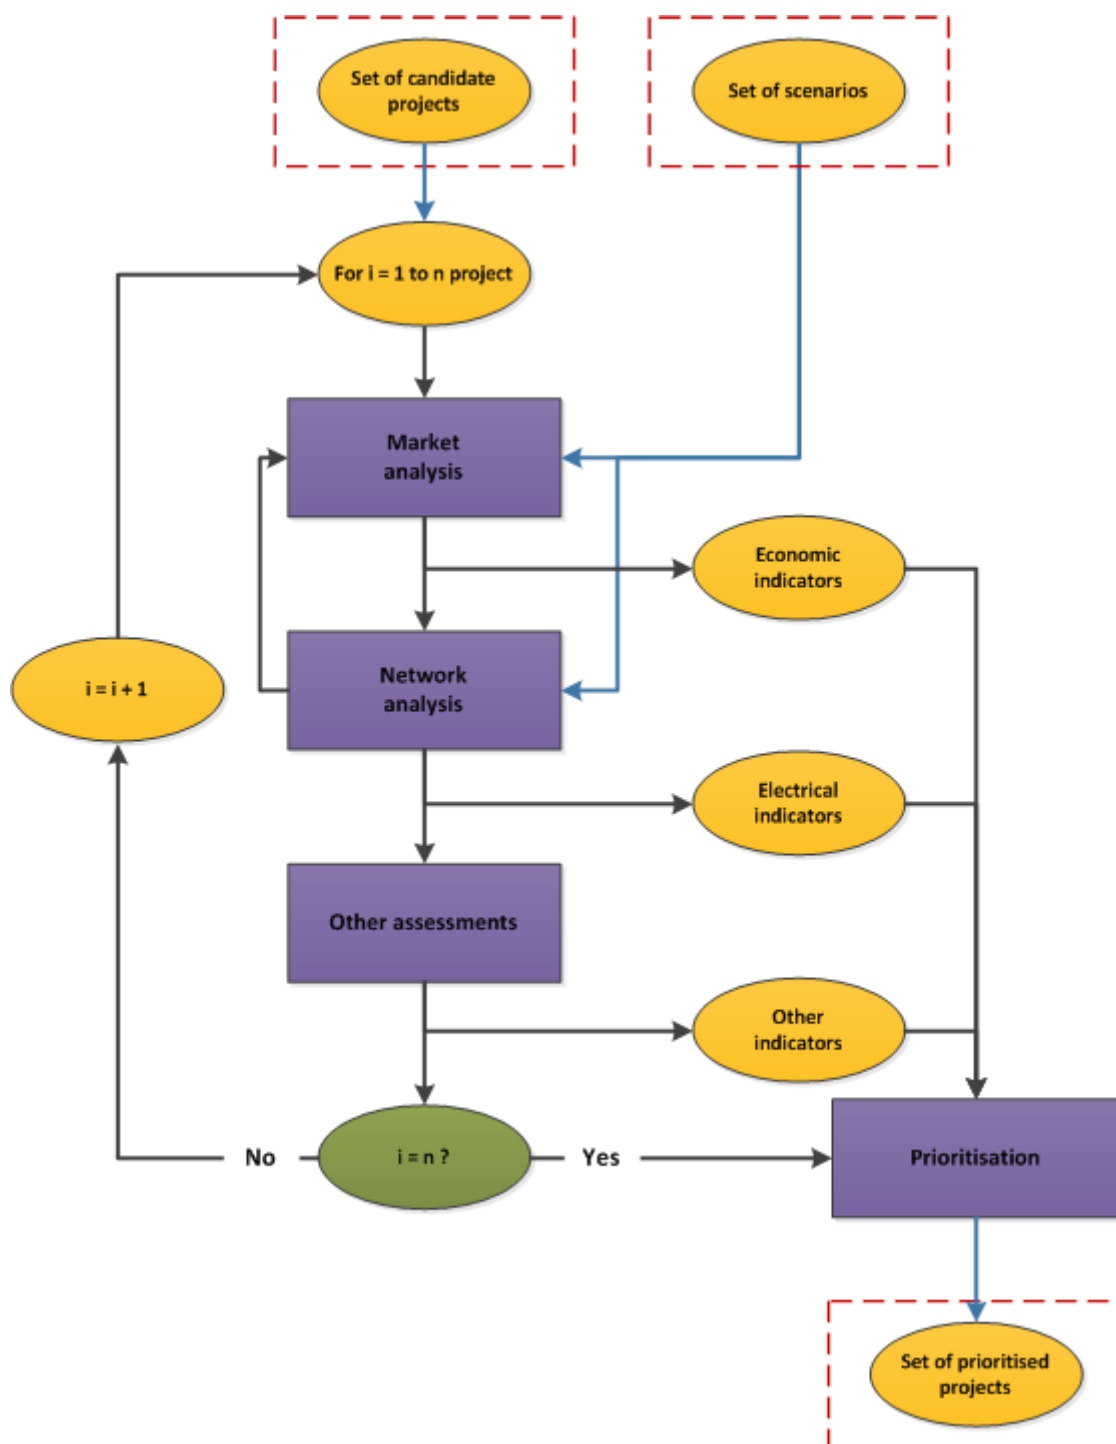 Set of candidate
projects
Set of scenarios
For i = 1 to n project
Market
analysis
Economic
indicators
Network
analysis
i = i + 1
Electrical
indicators
Other assessments
Other
indicators
No
i = n ?
Yes
Prioritisation
Set of prioritised
projects